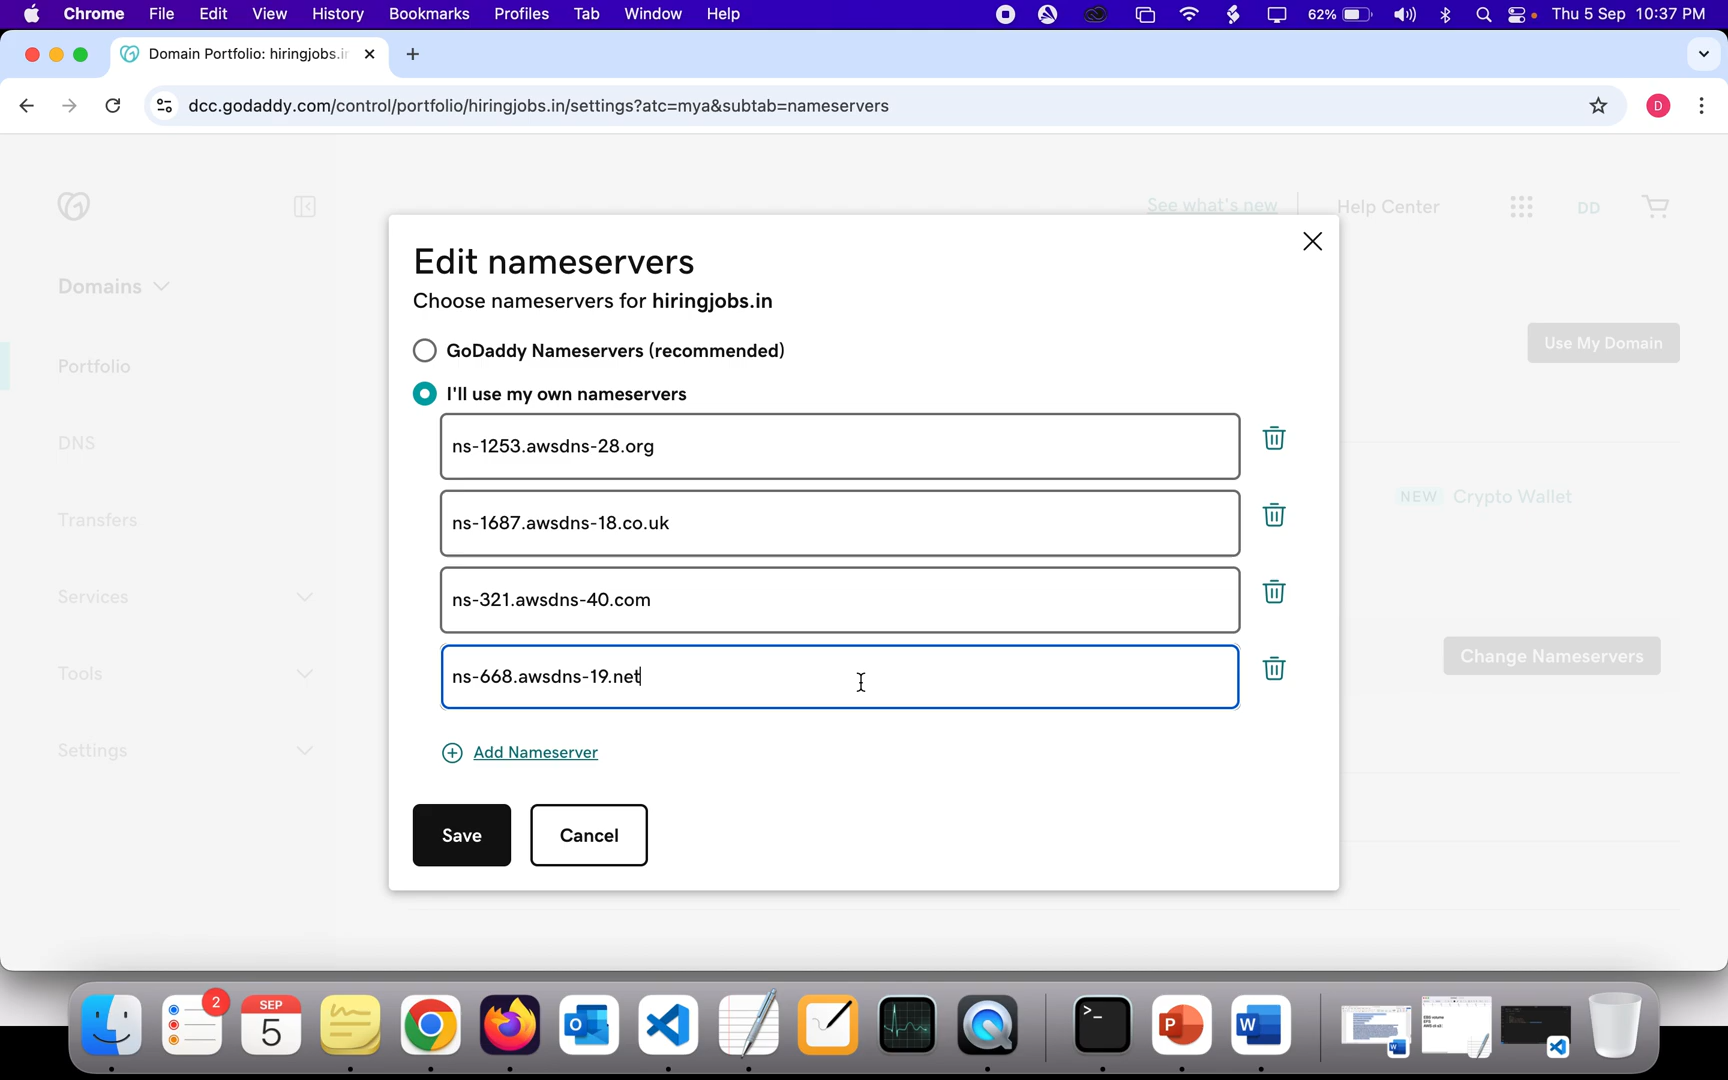 Chrome File Edit View History Bookmarks Profiles Tab Window Help 62% Thu 5 Sep 10:37 PM
Domain Portfolio: hiringjobs.in
dcc.godaddy.com/control/portfolio/hiringjobs.in/settings?atc=mya&subtab=nameservers D
See what's new Help Center DD
Domains
Portfolio
DNS
Transfers
Services
Tools
Settings
Use My Domain
NEW Crypto Wallet
Change Nameservers
Edit nameservers
Choose nameservers for hiringjobs.in
GoDaddy Nameservers (recommended)
I'll use my own nameservers
ns-1253.awsdns-28.org
ns-1687.awsdns-18.co.uk
ns-321.awsdns-40.com
ns-668.awsdns-19.net
Add Nameserver
Save Cancel
2
SEP
5